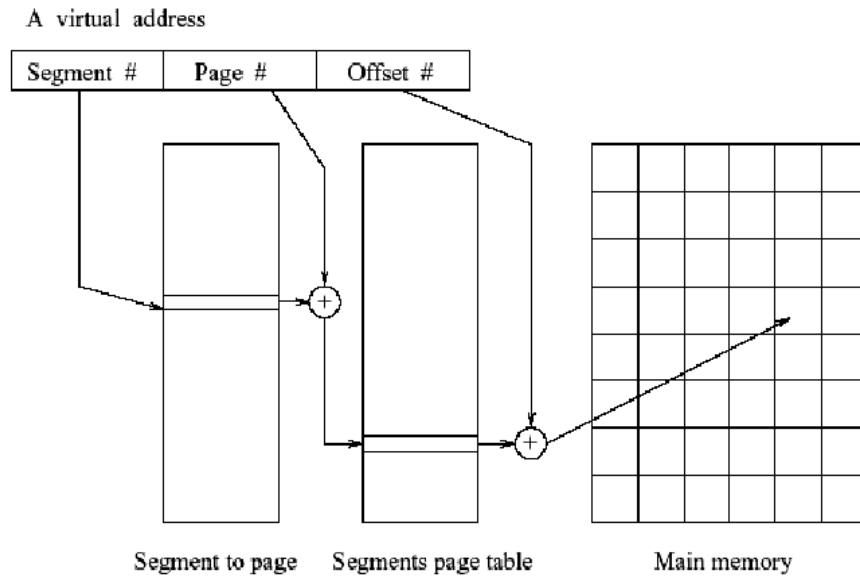 A virtual address
Segment # Page # Offset #
+
+
Segment to page Segments page table Main memory